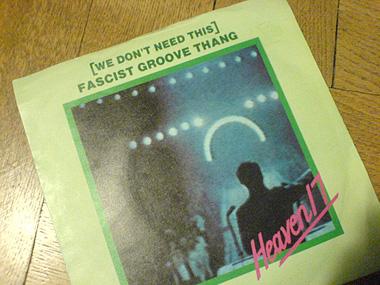 [WE DON'T NEED THIS]
FASCIST GROOVE THANG
Heaven 17